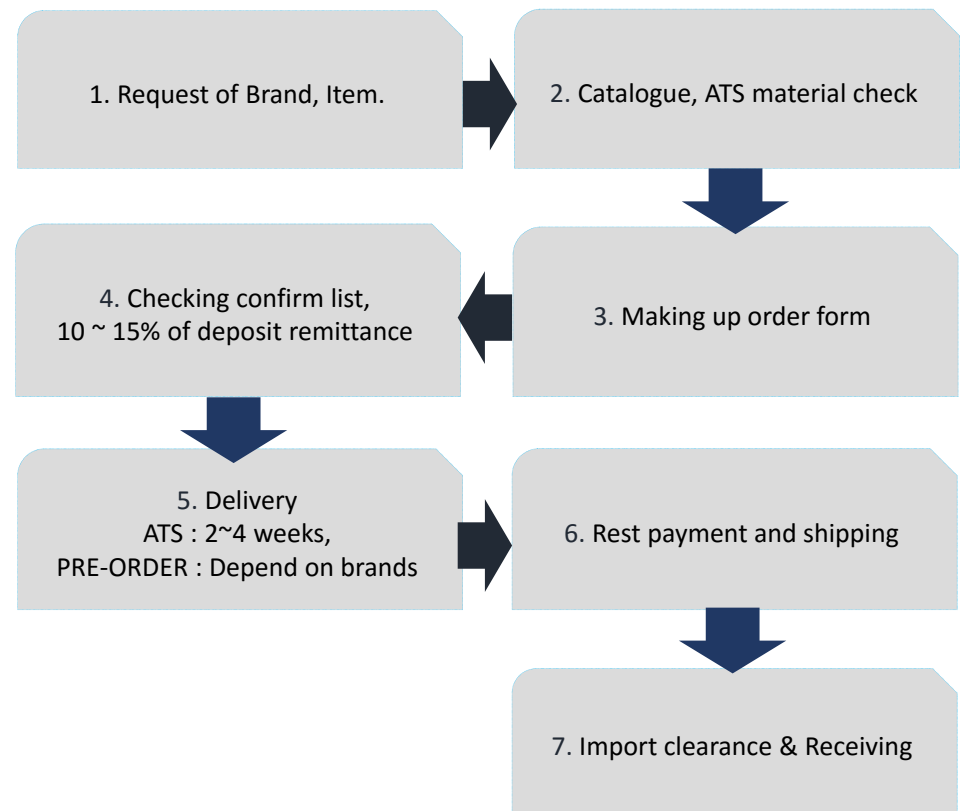 1. Request of Brand, Item.
2. Catalogue, ATS material check
3. Making up order form
4. Checking confirm list,
10 ~ 15% of deposit remittance
5. Delivery
ATS : 2~4 weeks,
PRE-ORDER : Depend on brands
6. Rest payment and shipping
7. Import clearance & Receiving